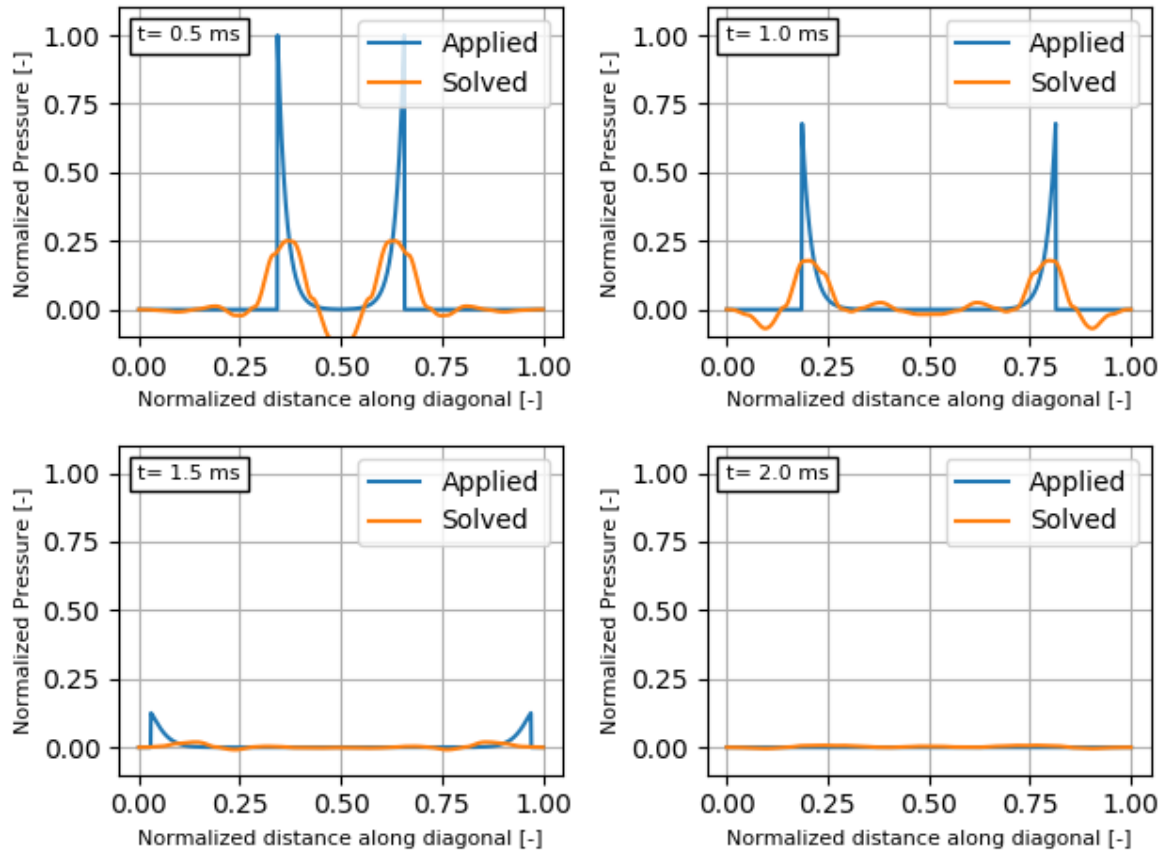 t= 0.5 ms
Applied
Solved
Normalized Pressure [-]
1.00
0.75
0.50
0.25
0.00
0.00 0.25 0.50 0.75 1.00
Normalized distance along diagonal [-]
t= 1.0 ms
Applied
Solved
Normalized Pressure [-]
1.00
0.75
0.50
0.25
0.00
0.00 0.25 0.50 0.75 1.00
Normalized distance along diagonal [-]
t= 1.5 ms
Applied
Solved
Normalized Pressure [-]
1.00
0.75
0.50
0.25
0.00
0.00 0.25 0.50 0.75 1.00
Normalized distance along diagonal [-]
t= 2.0 ms
Applied
Solved
Normalized Pressure [-]
1.00
0.75
0.50
0.25
0.00
0.00 0.25 0.50 0.75 1.00
Normalized distance along diagonal [-]